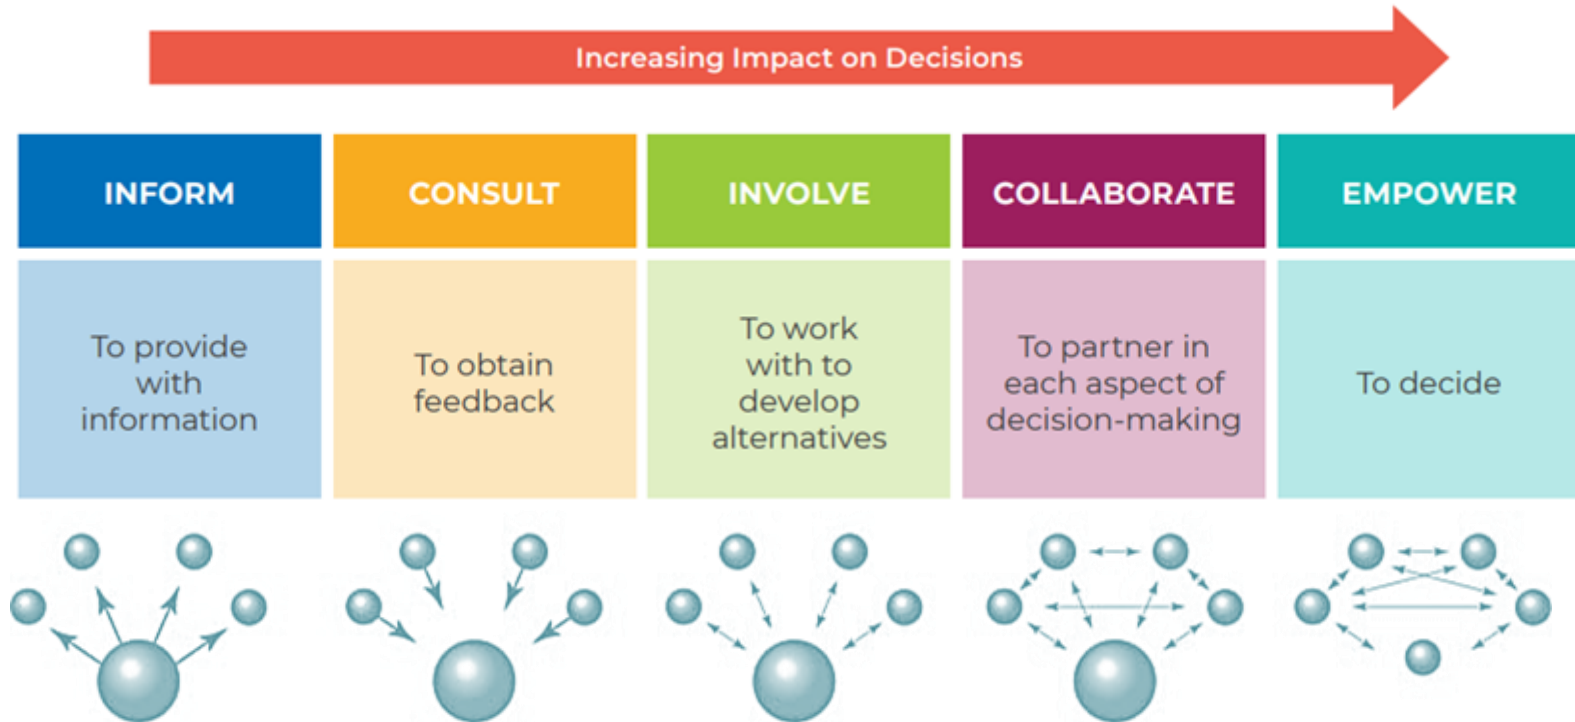 Increasing Impact on Decisions
INFORM
CONSULT
INVOLVE
COLLABORATE
EMPOWER
To provide
with
information
To obtain
feedback
To work
with to
develop
alternatives
To partner in
each aspect of
decision-making
To decide